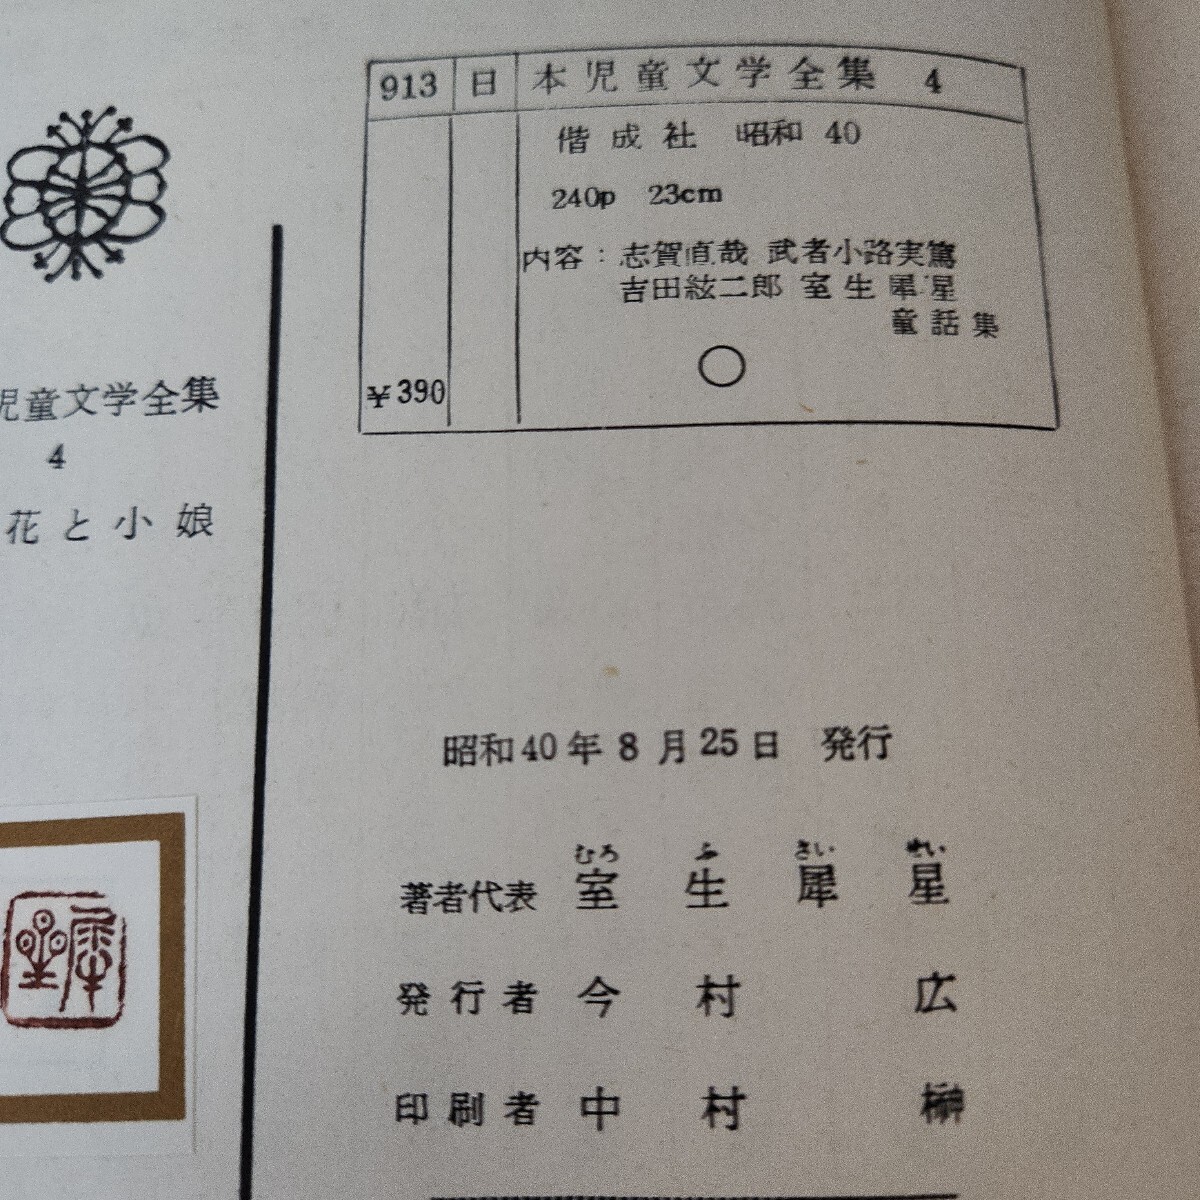 913 日本児童文学全集 4
偕成社 昭和 40
240p 23cm
内容：志賀直哉 武者小路実篤
吉田絃二郎 室生犀星
童話集
¥390
児童文学全集
4
花と小娘
昭和40年8月25日 発行
むろ ふ さい せい
著者代表 室生犀星
発行者 今村広
印刷者 中村榊